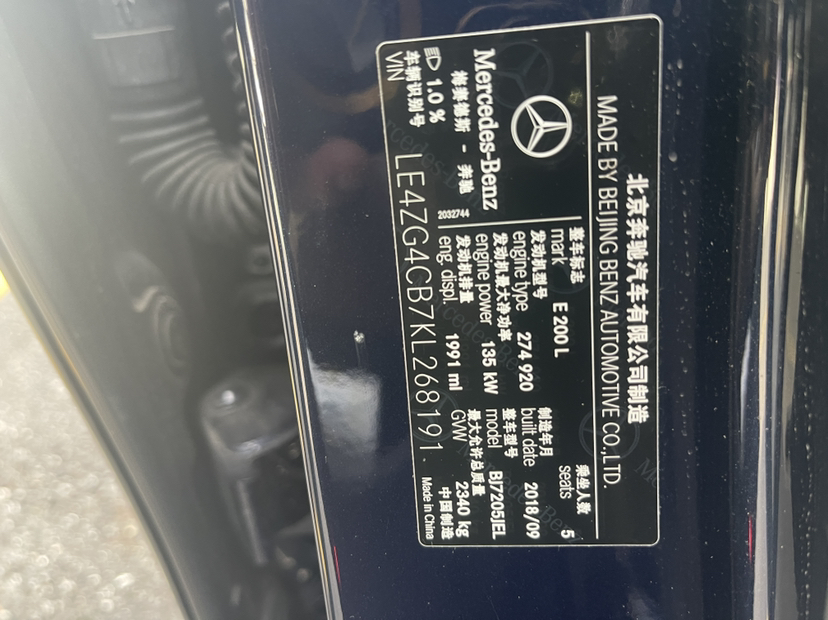 北京奔驰汽车有限公司制造
MADE BY BEIJING BENZ AUTOMOTIVE CO.,LTD.
Mercedes-Benz
梅赛德斯 - 奔驰
1.0 %
2032744
整车标志
mark E 200 L
乘坐人数
seats 5
发动机型号
engine type 274 920
制造年月
built date 2018/09
发动机最大净功率
engine power 135 kW
整车型号
model BJ7205JEL
发动机排量
eng. displ. 1991 ml
最大允许总质量
GVW 2340 kg
车辆识别号
VIN
LE4ZG4CB7KL268191.
中国制造
Made in China